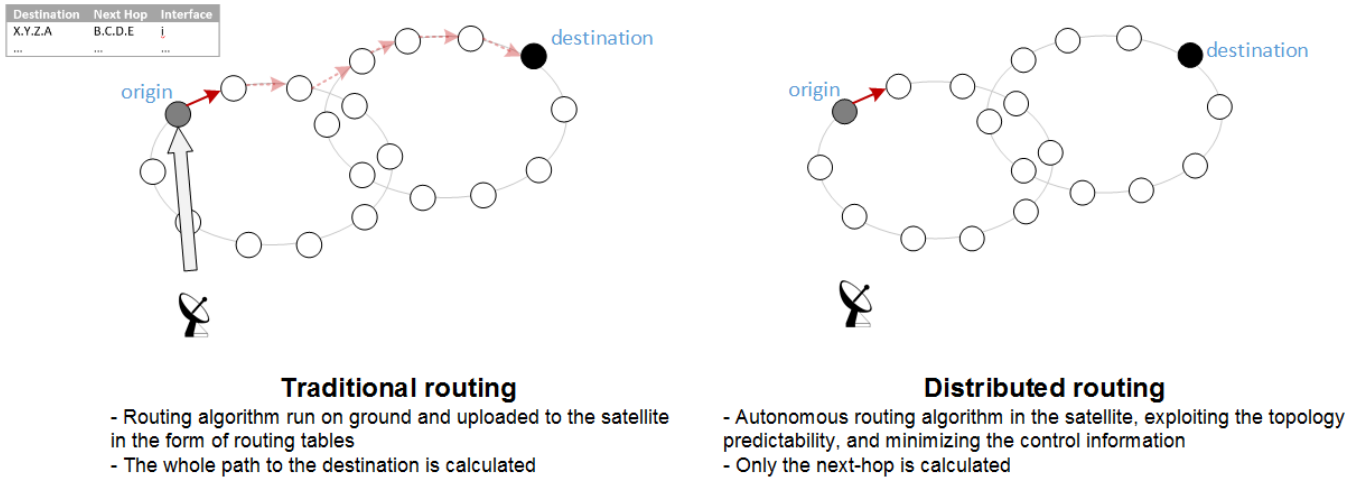 Destination Next Hop Interface
X.Y.Z.A B.C.D.E i
... ... ...
destination
origin
destination
origin
Traditional routing
- Routing algorithm run on ground and uploaded to the satellite
in the form of routing tables
- The whole path to the destination is calculated
Distributed routing
- Autonomous routing algorithm in the satellite, exploiting the topology
predictability, and minimizing the control information
- Only the next-hop is calculated